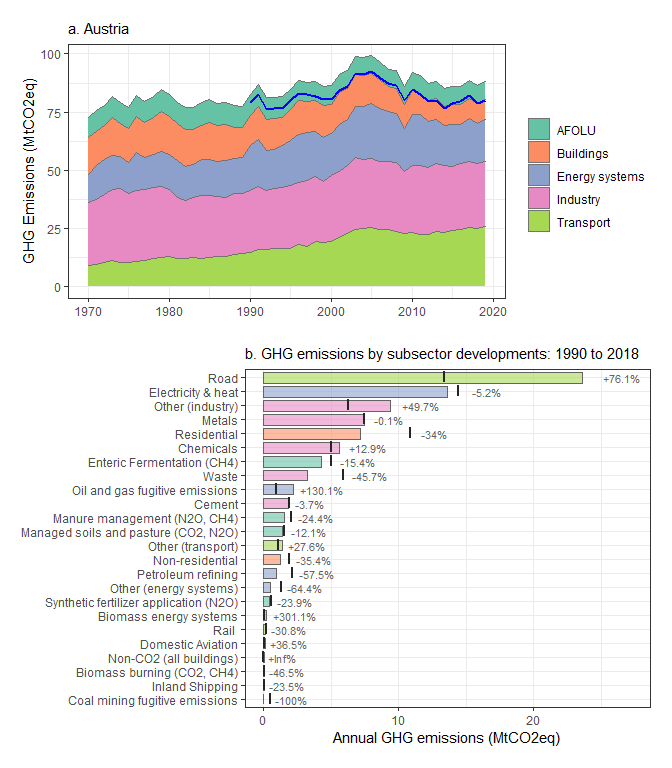 a. Austria
GHG Emissions (MtCO2eq)
100
75
50
25
0
1970
1980
1990
2000
2010
2020
AFOLU
Buildings
Energy systems
Industry
Transport
b. GHG emissions by subsector developments: 1990 to 2018
Road +76.1%
Electricity & heat -5.2%
Other (industry) +49.7%
Metals -0.1%
Residential -34%
Chemicals +12.9%
Enteric Fermentation (CH4) -15.4%
Waste -45.7%
Oil and gas fugitive emissions +130.1%
Cement -3.7%
Manure management (N2O, CH4) -24.4%
Managed soils and pasture (CO2, N2O) -12.1%
Other (transport) +27.6%
Non-residential -35.4%
Petroleum refining -57.5%
Other (energy systems) -64.4%
Synthetic fertilizer application (N2O) -23.9%
Biomass energy systems +301.1%
Rail -30.8%
Domestic Aviation +36.5%
Non-CO2 (all buildings) +Inf%
Biomass burning (CO2, CH4) -46.5%
Inland Shipping -23.5%
Coal mining fugitive emissions -100%
0
10
20
Annual GHG emissions (MtCO2eq)